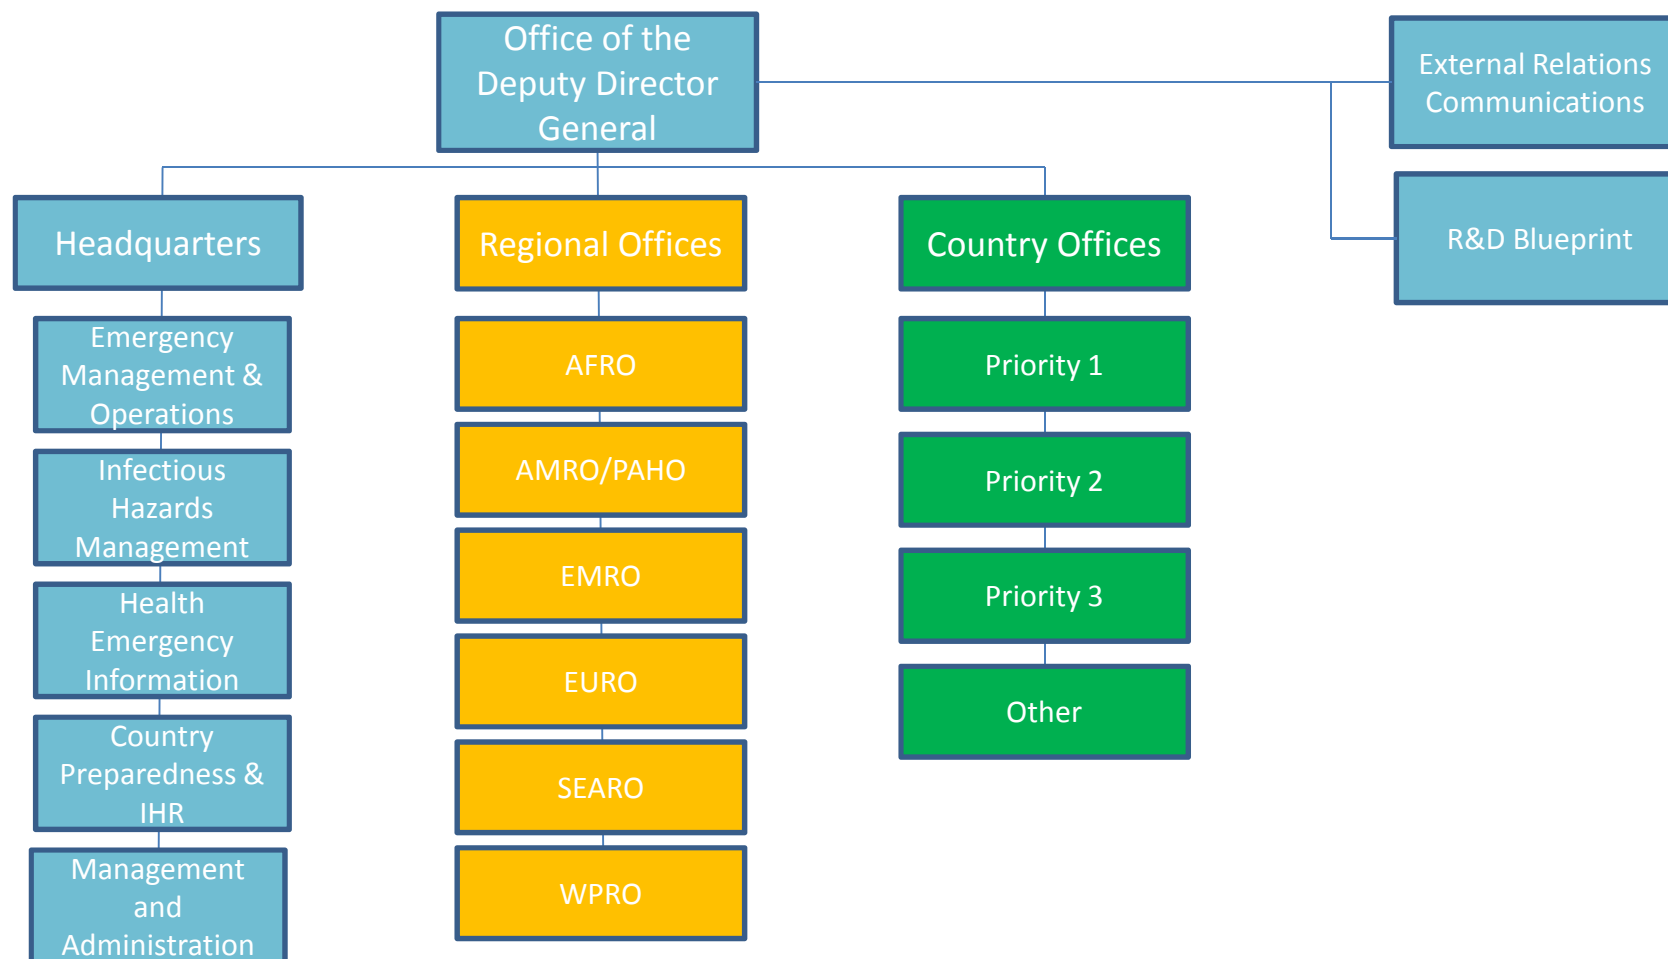 Office of the
Deputy Director
General
External Relations
Communications
R&D Blueprint
Headquarters
Emergency
Management &
Operations
Infectious
Hazards
Management
Health
Emergency
Information
Country
Preparedness &
IHR
Management
and
Administration
Regional Offices
AFRO
AMRO/PAHO
EMRO
EURO
SEARO
WPRO
Country Offices
Priority 1
Priority 2
Priority 3
Other